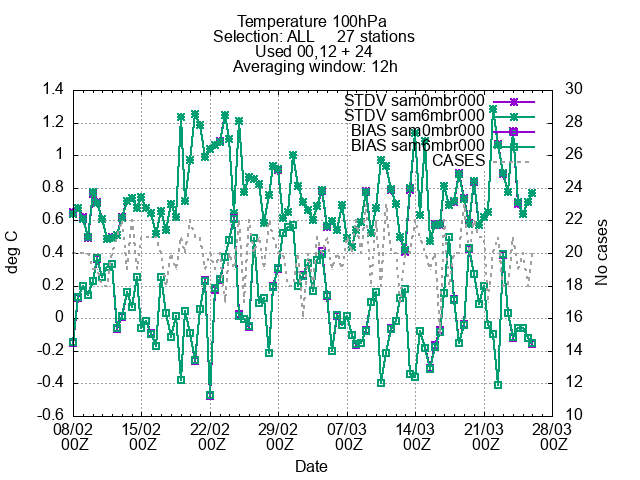 Temperature 100hPa
Selection: ALL 27 stations
Used 00,12 + 24
Averaging window: 12h
STDV sam0mbr000
STDV sam6mbr000
BIAS sam0mbr000
BIAS sam6mbr000
CASES
deg C
1.4
1.2
1
0.8
0.6
0.4
0.2
0
-0.2
-0.4
-0.6
No cases
30
28
26
24
22
20
18
16
14
12
10
08/02 15/02 22/02 29/02 07/03 14/03 21/03 28/03
00Z 00Z 00Z 00Z 00Z 00Z 00Z 00Z
Date